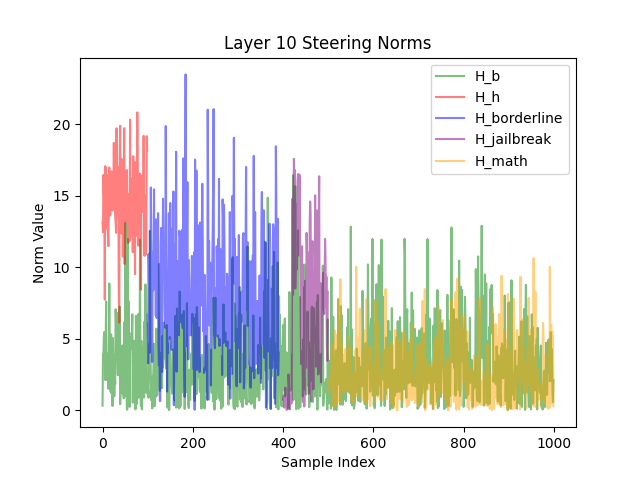 Layer 10 Steering Norms
H_b
H_h
H_borderline
H_jailbreak
H_math
Norm Value
20
15
10
5
0
0 200 400 600 800 1000
Sample Index